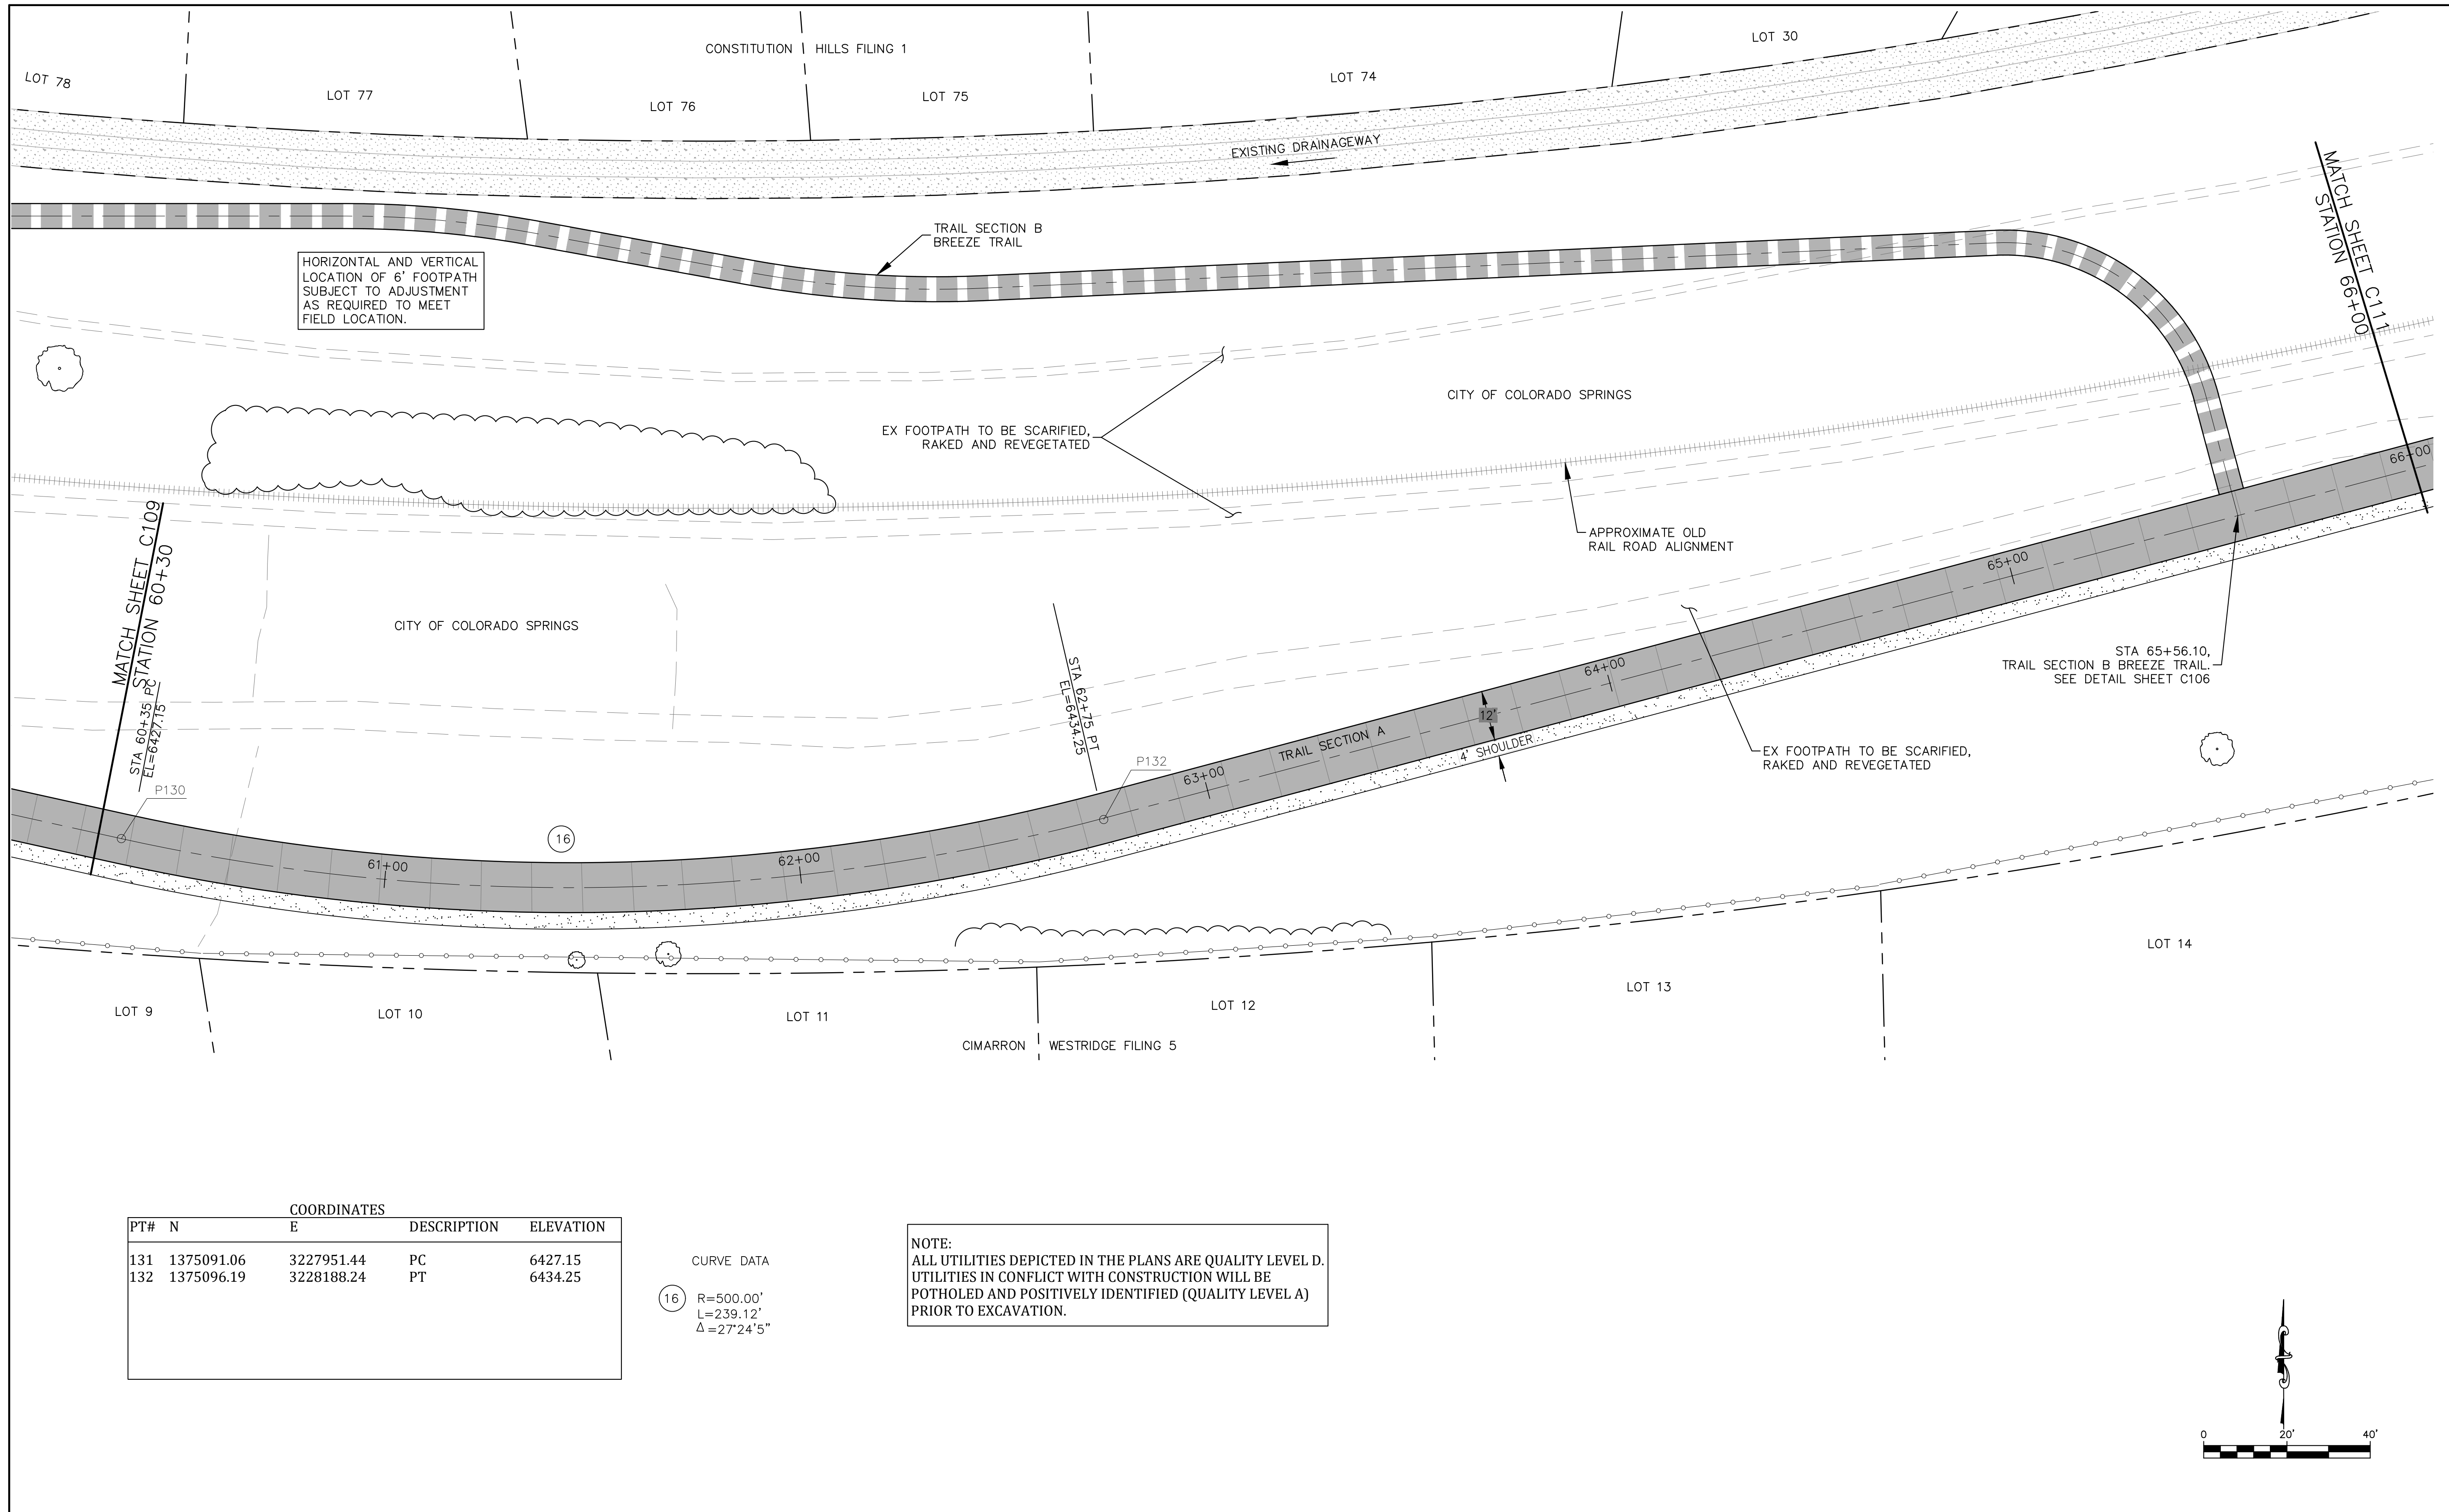 LOT 78
LOT 77
CONSTITUTION HILLS FILING 1
LOT 76
LOT 75
LOT 74
LOT 30
EXISTING DRAINAGEWAY
MATCH SHEET C111
STATION 66+00
TRAIL SECTION B
BREEZE TRAIL
HORIZONTAL AND VERTICAL
LOCATION OF 6' FOOTPATH
SUBJECT TO ADJUSTMENT
AS REQUIRED TO MEET
FIELD LOCATION.
CITY OF COLORADO SPRINGS
EX FOOTPATH TO BE SCARIFIED,
RAKED AND REVEGETATED
66+00
APPROXIMATE OLD
RAIL ROAD ALIGNMENT
MATCH SHEET C109
STATION 60+30
65+00
CITY OF COLORADO SPRINGS
STA 65+56.10,
TRAIL SECTION B BREEZE TRAIL.
SEE DETAIL SHEET C106
64+00
STA 60+35 PC
EL=6427.15
STA 62+75 PT
EL=6434.25
12'
TRAIL SECTION A
4' SHOULDER
EX FOOTPATH TO BE SCARIFIED,
RAKED AND REVEGETATED
P130
P132
63+00
16
61+00
62+00
LOT 9
LOT 10
LOT 11
LOT 12
LOT 13
LOT 14
CIMARRON WESTRIDGE FILING 5
COORDINATES
PT# N E DESCRIPTION ELEVATION
131 1375091.06 3227951.44 PC 6427.15
132 1375096.19 3228188.24 PT 6434.25
CURVE DATA
16 R=500.00'
L=239.12'
Δ=27°24'5"
NOTE:
ALL UTILITIES DEPICTED IN THE PLANS ARE QUALITY LEVEL D.
UTILITIES IN CONFLICT WITH CONSTRUCTION WILL BE
POTHOLED AND POSITIVELY IDENTIFIED (QUALITY LEVEL A)
PRIOR TO EXCAVATION.
0 20' 40'